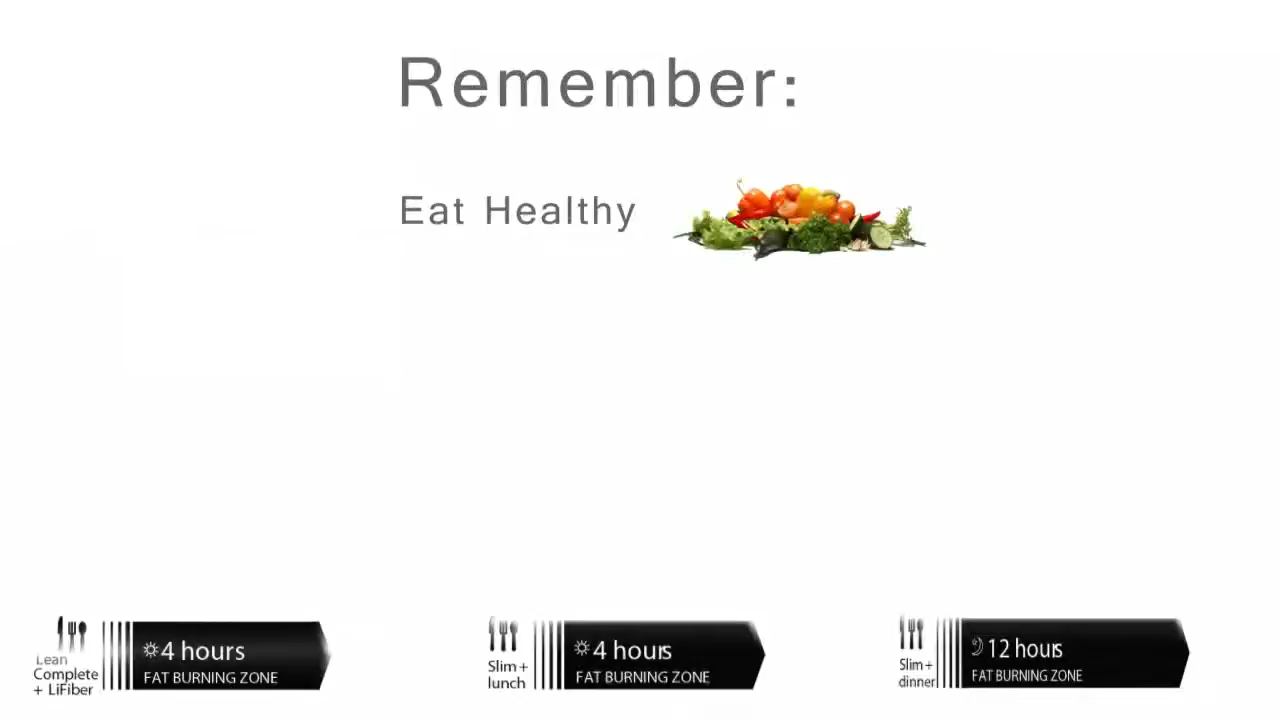 Remember:
Eat Healthy
Lean
Complete
+ LiFiber
4 hours
FAT BURNING ZONE
Slim +
lunch
4 hours
FAT BURNING ZONE
Slim +
dinner
12 hours
FAT BURNING ZONE